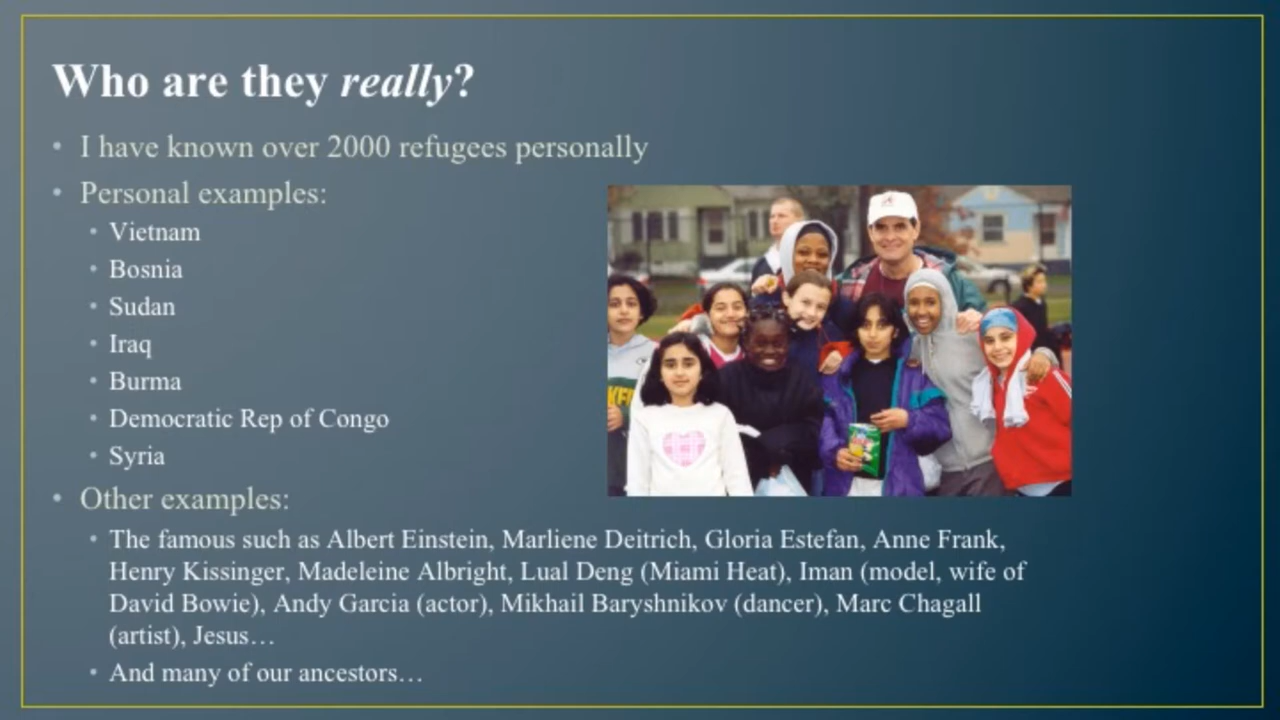 Who are they really?
• I have known over 2000 refugees personally
• Personal examples:
• Vietnam
• Bosnia
• Sudan
• Iraq
• Burma
• Democratic Rep of Congo
• Syria
• Other examples:
• The famous such as Albert Einstein, Marliene Deitrich, Gloria Estefan, Anne Frank,
Henry Kissinger, Madeleine Albright, Lual Deng (Miami Heat), Iman (model, wife of
David Bowie), Andy Garcia (actor), Mikhail Baryshnikov (dancer), Marc Chagall
(artist), Jesus…
• And many of our ancestors…